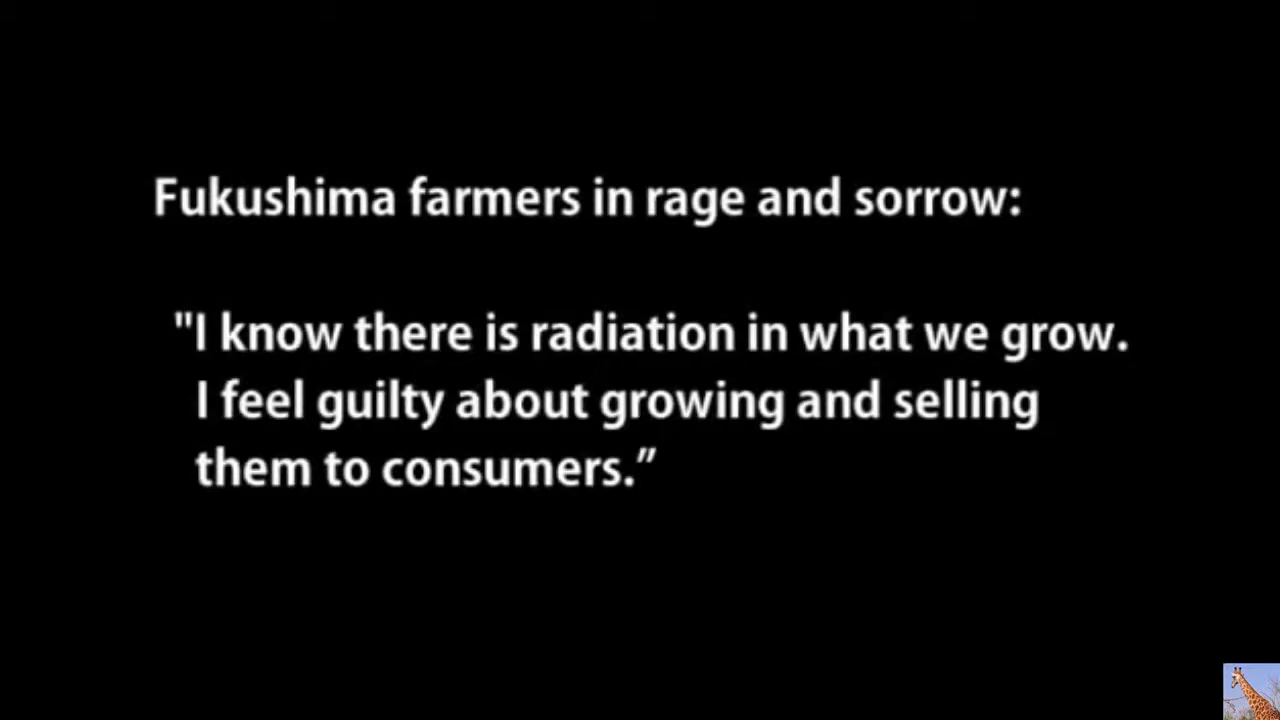 Fukushima farmers in rage and sorrow:
"I know there is radiation in what we grow.
I feel guilty about growing and selling
them to consumers.”